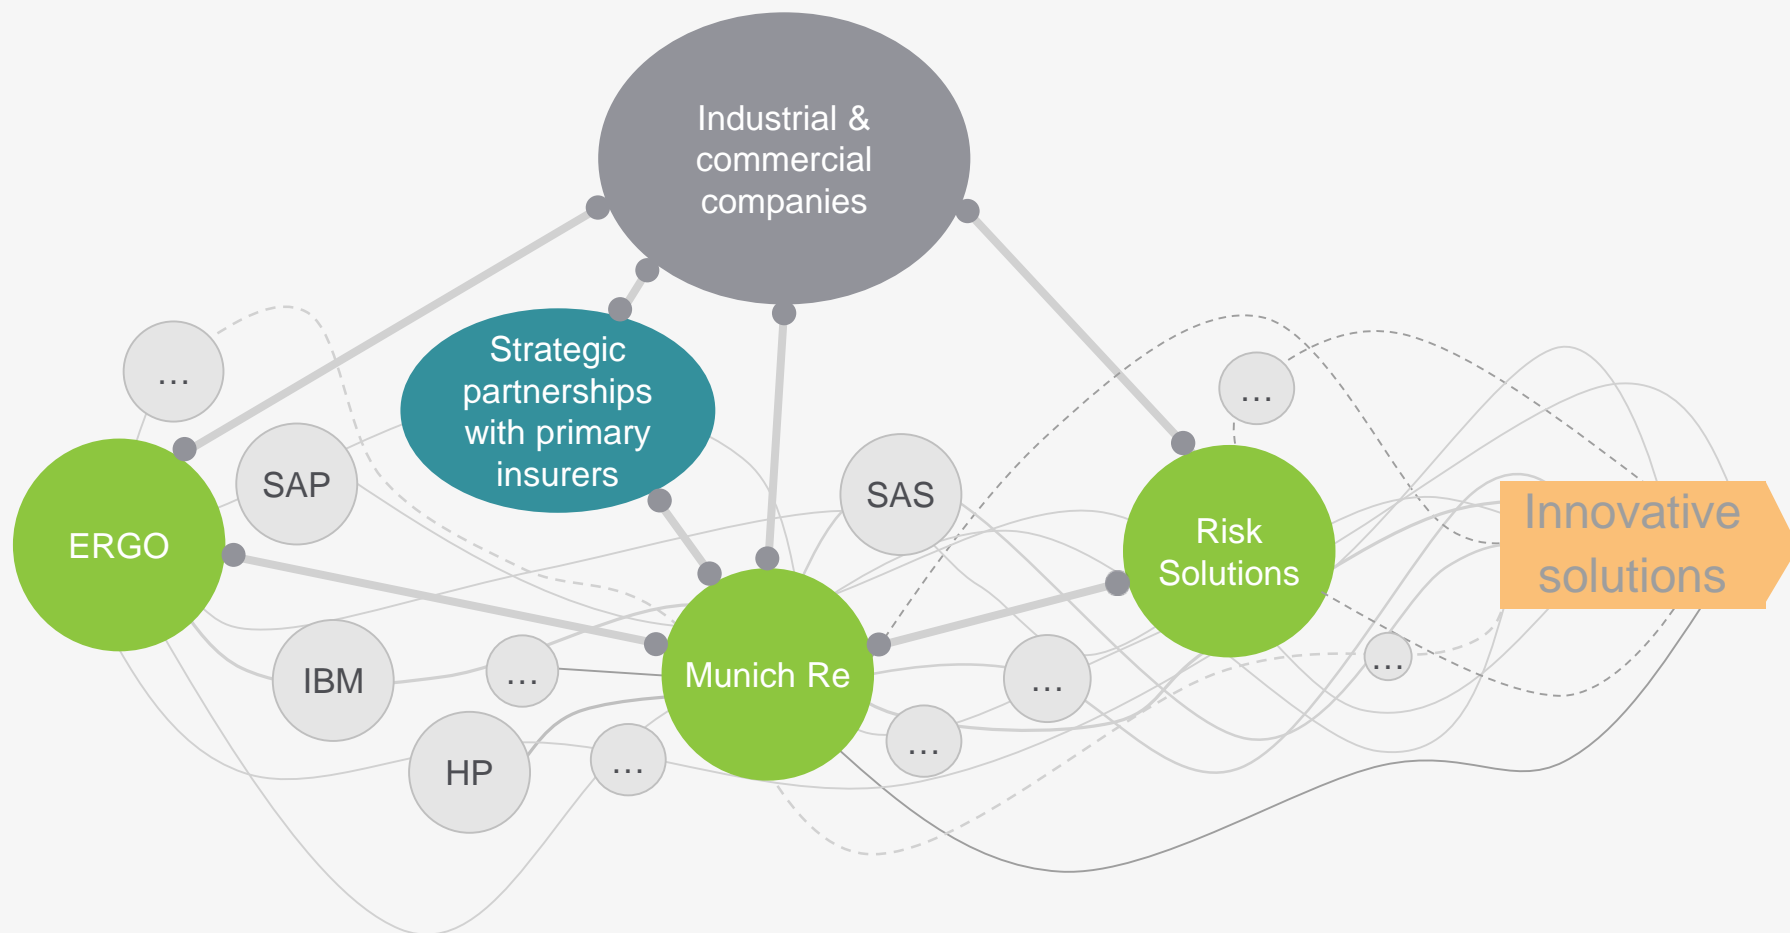 Industrial &
commercial
companies
Strategic
partnerships
with primary
insurers
...
...
SAP
SAS
ERGO
Risk
Solutions
Innovative
solutions
IBM
...
Munich Re
...
...
HP
...
...